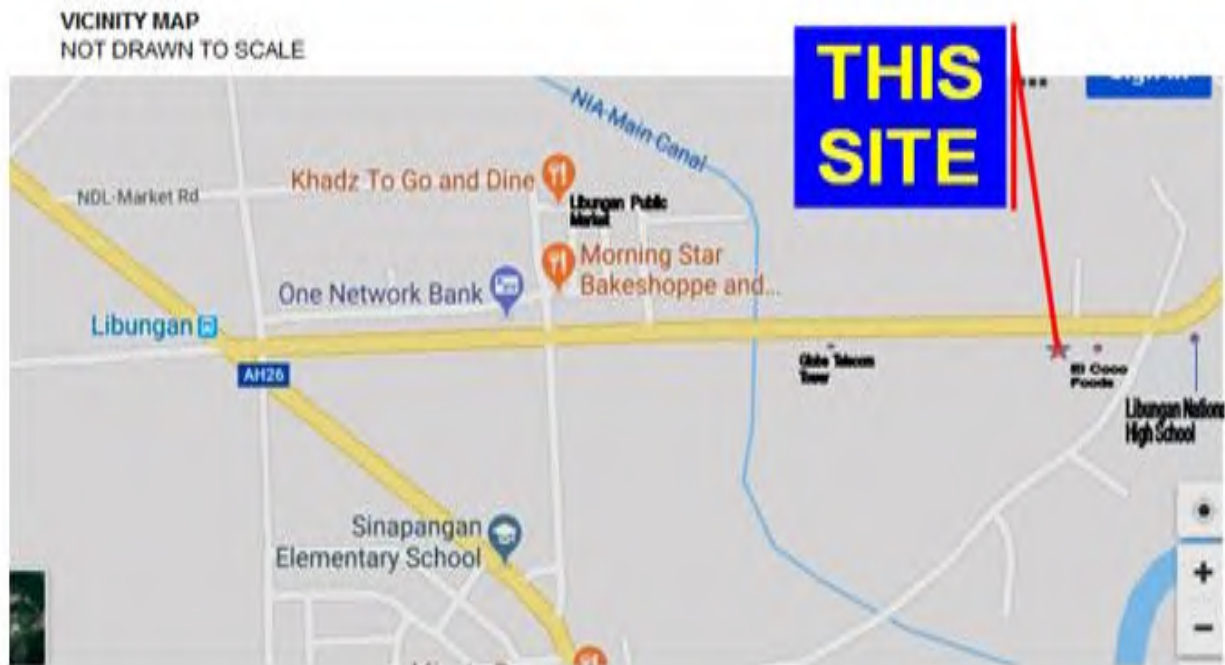 VICINITY MAP
NOT DRAWN TO SCALE
THIS
SITE
NIA-Main Canal
Khadz To Go and Dine
NDL-Market Rd
Libungan Public
Market
Morning Star
Bakeshoppe and...
One Network Bank
Libungan
AH26
Globe Telecom
Tower
El Coco
Foods
Libungan Nationa
High School
Sinapangan
Elementary School
+
−